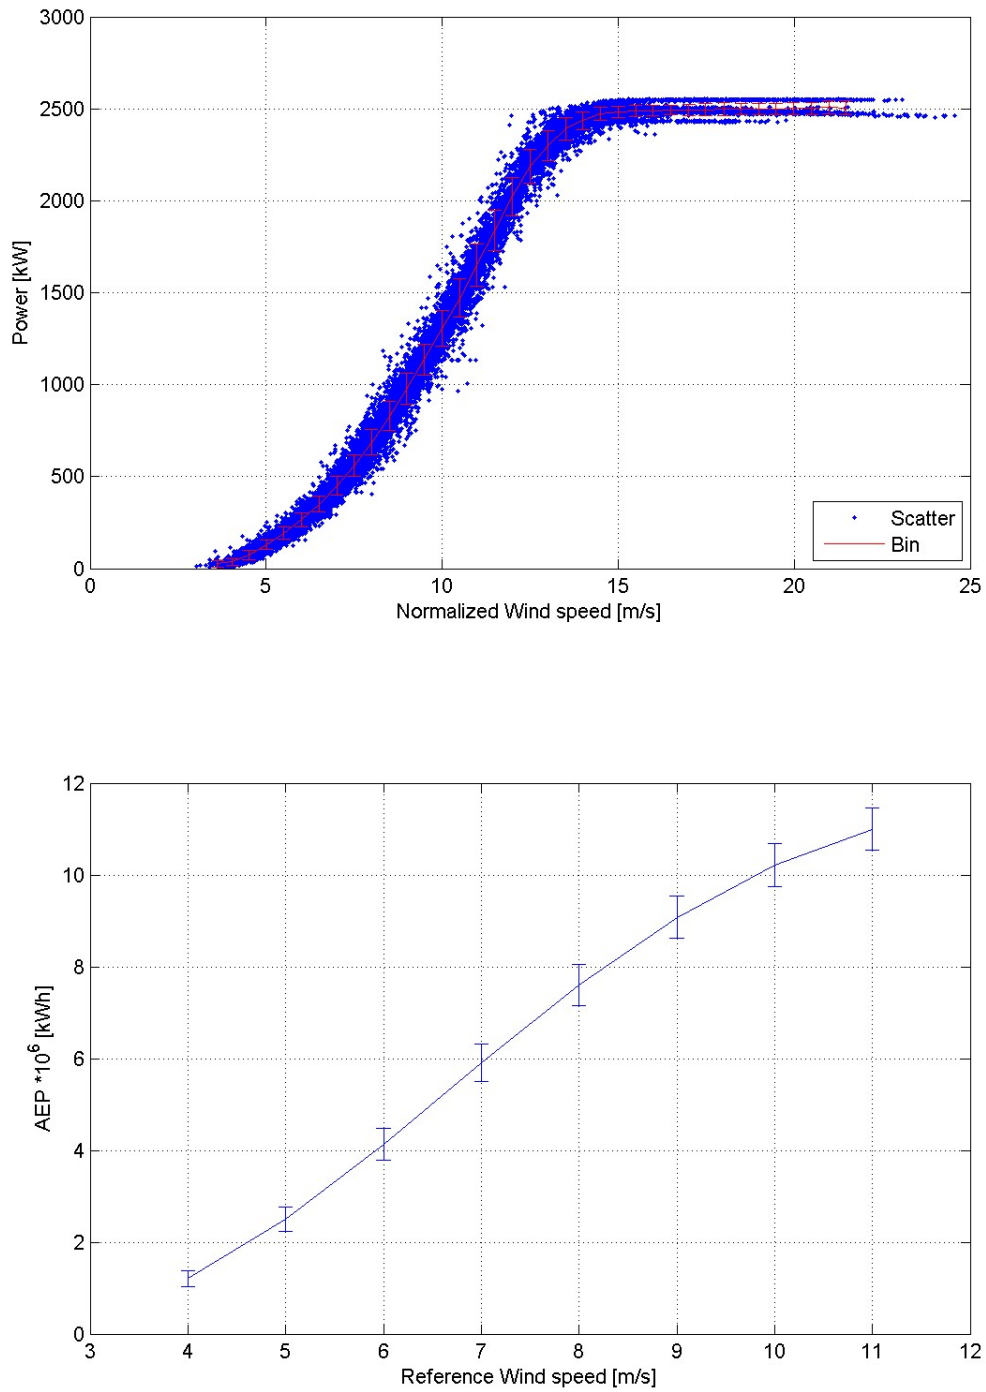 3000
2500
2000
1500
1000
500
0
Power [kW]
Scatter
Bin
0 5 10 15 20 25
Normalized Wind speed [m/s]
12
10
8
6
4
2
0
AEP *10^6 [kWh]
3 4 5 6 7 8 9 10 11 12
Reference Wind speed [m/s]